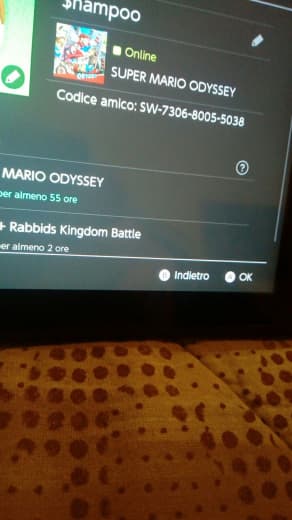 $hampoo
Online
SUPER MARIO ODYSSEY
Codice amico: SW-7306-8005-5038
?
MARIO ODYSSEY
per almeno 55 ore
+ Rabbids Kingdom Battle
per almeno 2 ore
B Indietro A OK